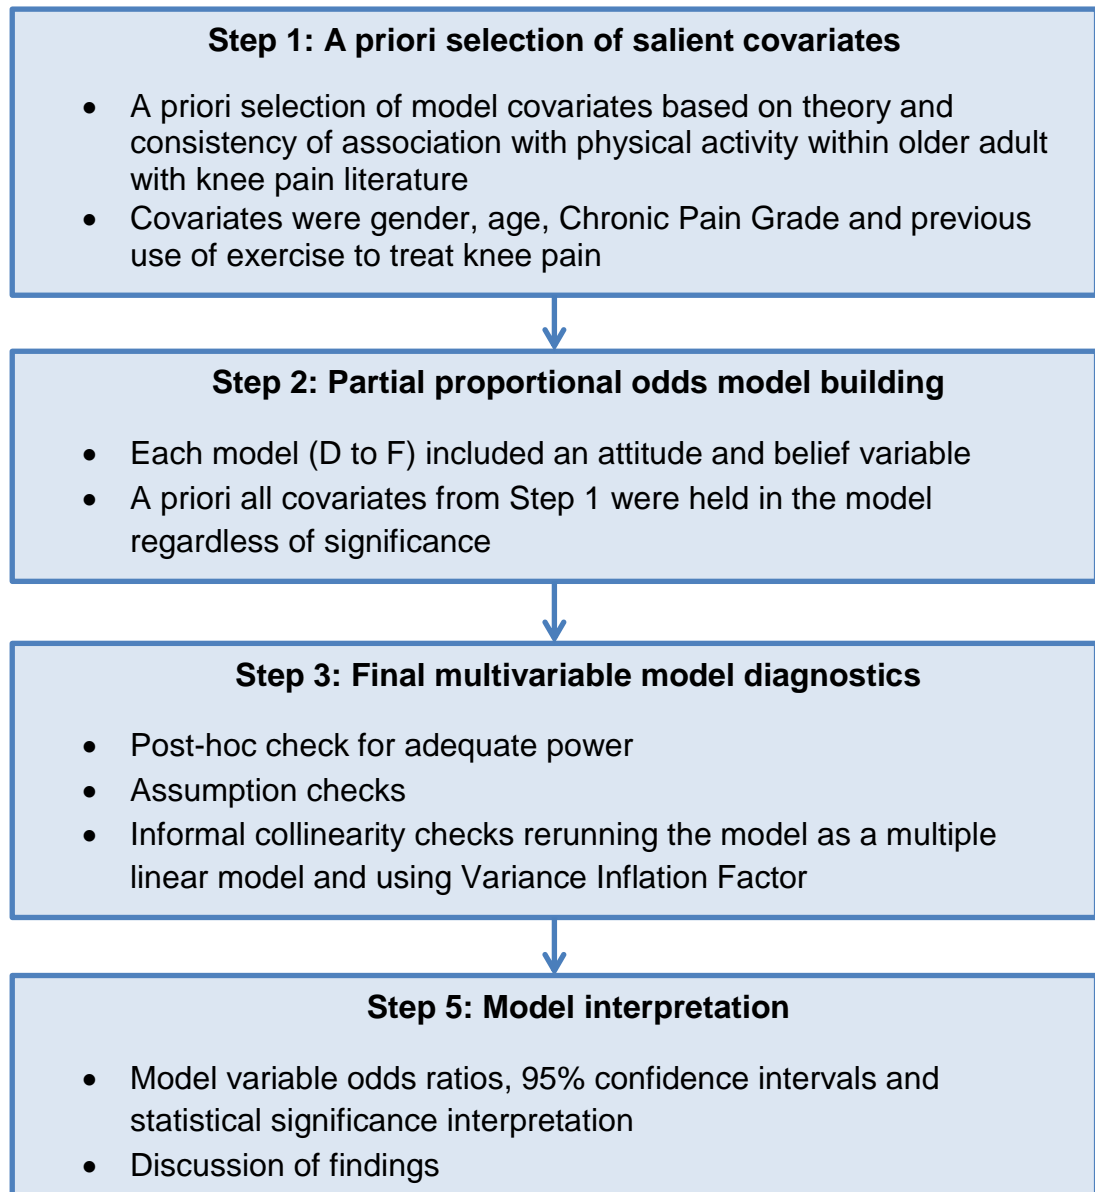 Step 1: A priori selection of salient covariates
• A priori selection of model covariates based on theory and
consistency of association with physical activity within older adult
with knee pain literature
• Covariates were gender, age, Chronic Pain Grade and previous
use of exercise to treat knee pain
Step 2: Partial proportional odds model building
• Each model (D to F) included an attitude and belief variable
• A priori all covariates from Step 1 were held in the model
regardless of significance
Step 3: Final multivariable model diagnostics
• Post-hoc check for adequate power
• Assumption checks
• Informal collinearity checks rerunning the model as a multiple
linear model and using Variance Inflation Factor
Step 5: Model interpretation
• Model variable odds ratios, 95% confidence intervals and
statistical significance interpretation
• Discussion of findings